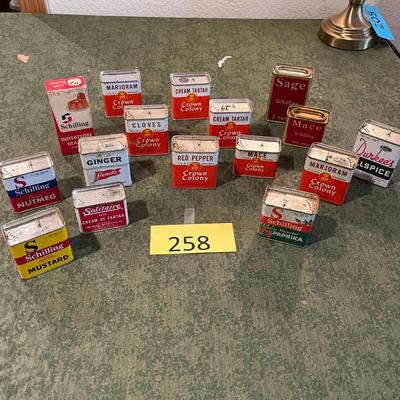 502
Schilling
IMITATION
MARJORAM
Crown
Colony
CREAM TARTAR
Crown
Colony
Sage
Schilling
CLOVES
Crown
Colony
CREAM TARTAR
Crown
Colony
Mace
Schilling
Durkee's
ALLSPICE
GINGER
French's
RED PEPPER
Crown
Colony
MACE
Crown
Colony
MARJORAM
Crown
Colony
Schilling
NUTMEG
Solitaire
CREAM OF TARTAR
S
Schilling
PAPRIKA
S
Schilling
MUSTARD
258